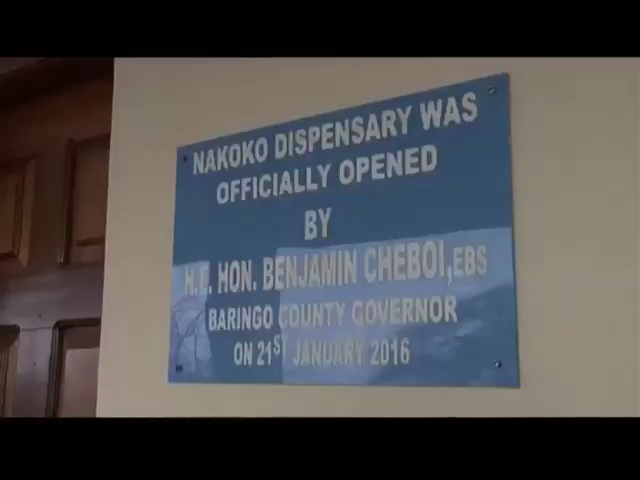 NAKOKO DISPENSARY WAS
OFFICIALLY OPENED
BY
H.E. HON. BENJAMIN CHEBOI, EBS
BARINGO COUNTY GOVERNOR
ON 21ST JANUARY 2016